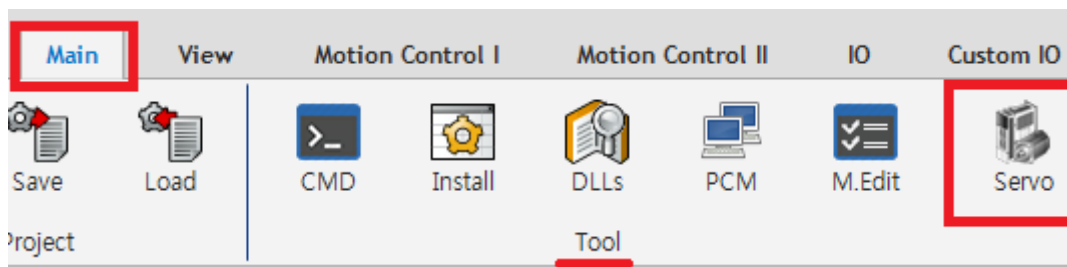 Main View Motion Control I Motion Control II IO Custom IO
Save Load CMD Install DLLs PCM M.Edit Servo
Project Tool